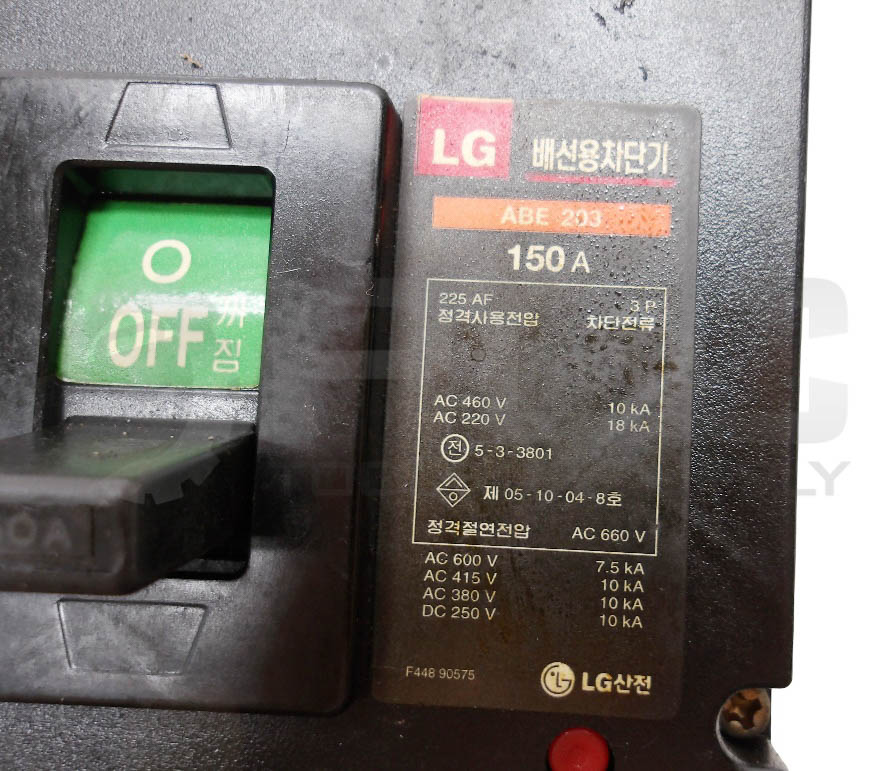 LG 배선용차단기
ABE 203
150 A
225 AF 3 P
정격사용전압 차단전류
AC 460 V 10 kA
AC 220 V 18 kA
전 5-3-3801
제 05-10-04-8호
정격절연전압 AC 660 V
AC 600 V 7.5 kA
AC 415 V 10 kA
AC 380 V 10 kA
DC 250 V 10 kA
F448 90575
LG산전
O
OFF 꺼짐